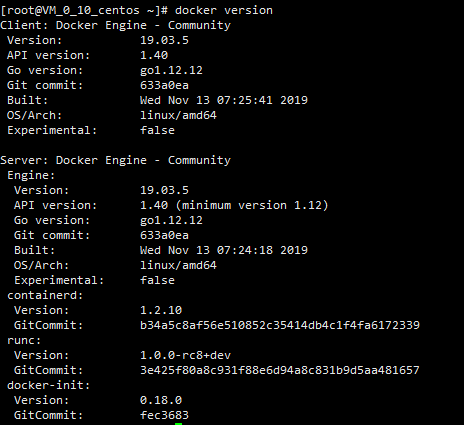 [root@VM_0_10_centos ~]# docker version
Client: Docker Engine - Community
 Version:           19.03.5
 API version:       1.40
 Go version:        go1.12.12
 Git commit:        633a0ea
 Built:             Wed Nov 13 07:25:41 2019
 OS/Arch:           linux/amd64
 Experimental:      false

Server: Docker Engine - Community
 Engine:
  Version:          19.03.5
  API version:      1.40 (minimum version 1.12)
  Go version:       go1.12.12
  Git commit:       633a0ea
  Built:            Wed Nov 13 07:24:18 2019
  OS/Arch:          linux/amd64
  Experimental:     false
 containerd:
  Version:          1.2.10
  GitCommit:        b34a5c8af56e510852c35414db4c1f4fa6172339
 runc:
  Version:          1.0.0-rc8+dev
  GitCommit:        3e425f80a8c931f88e6d94a8c831b9d5aa481657
 docker-init:
  Version:          0.18.0
  GitCommit:        fec3683